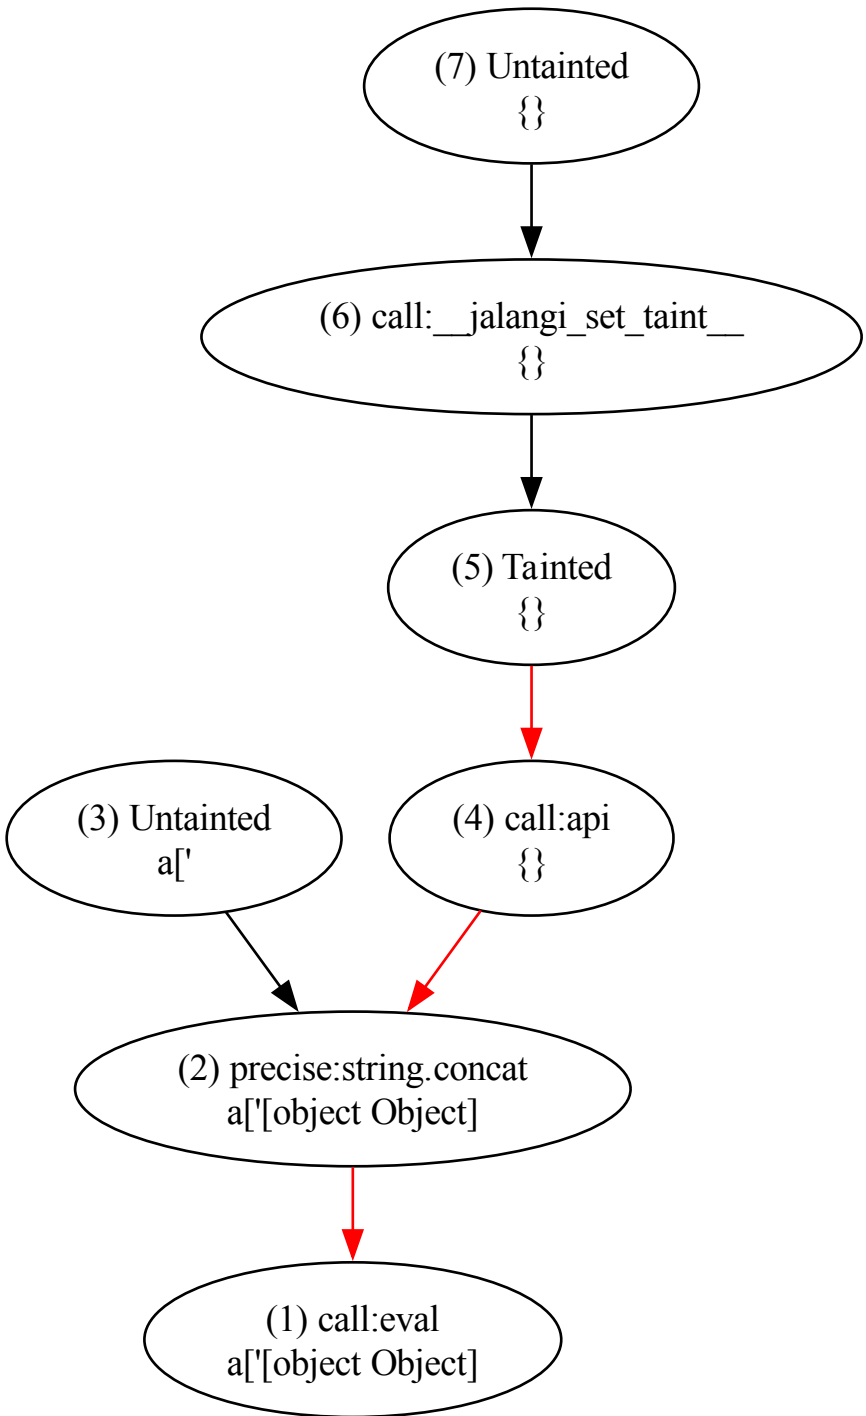 (7) Untainted
{}
(6) call:__jalangi_set_taint__
{}
(5) Tainted
{}
(3) Untainted
a['
(4) call:api
{}
(2) precise:string.concat
a['[object Object]
(1) call:eval
a['[object Object]